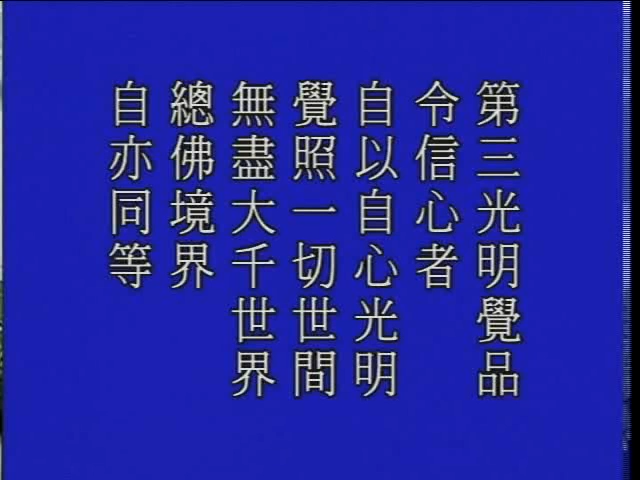 第三光明覺品
令信心者
自以自心光明
覺照一切世間
無盡大千世界
總佛境界
自亦同等